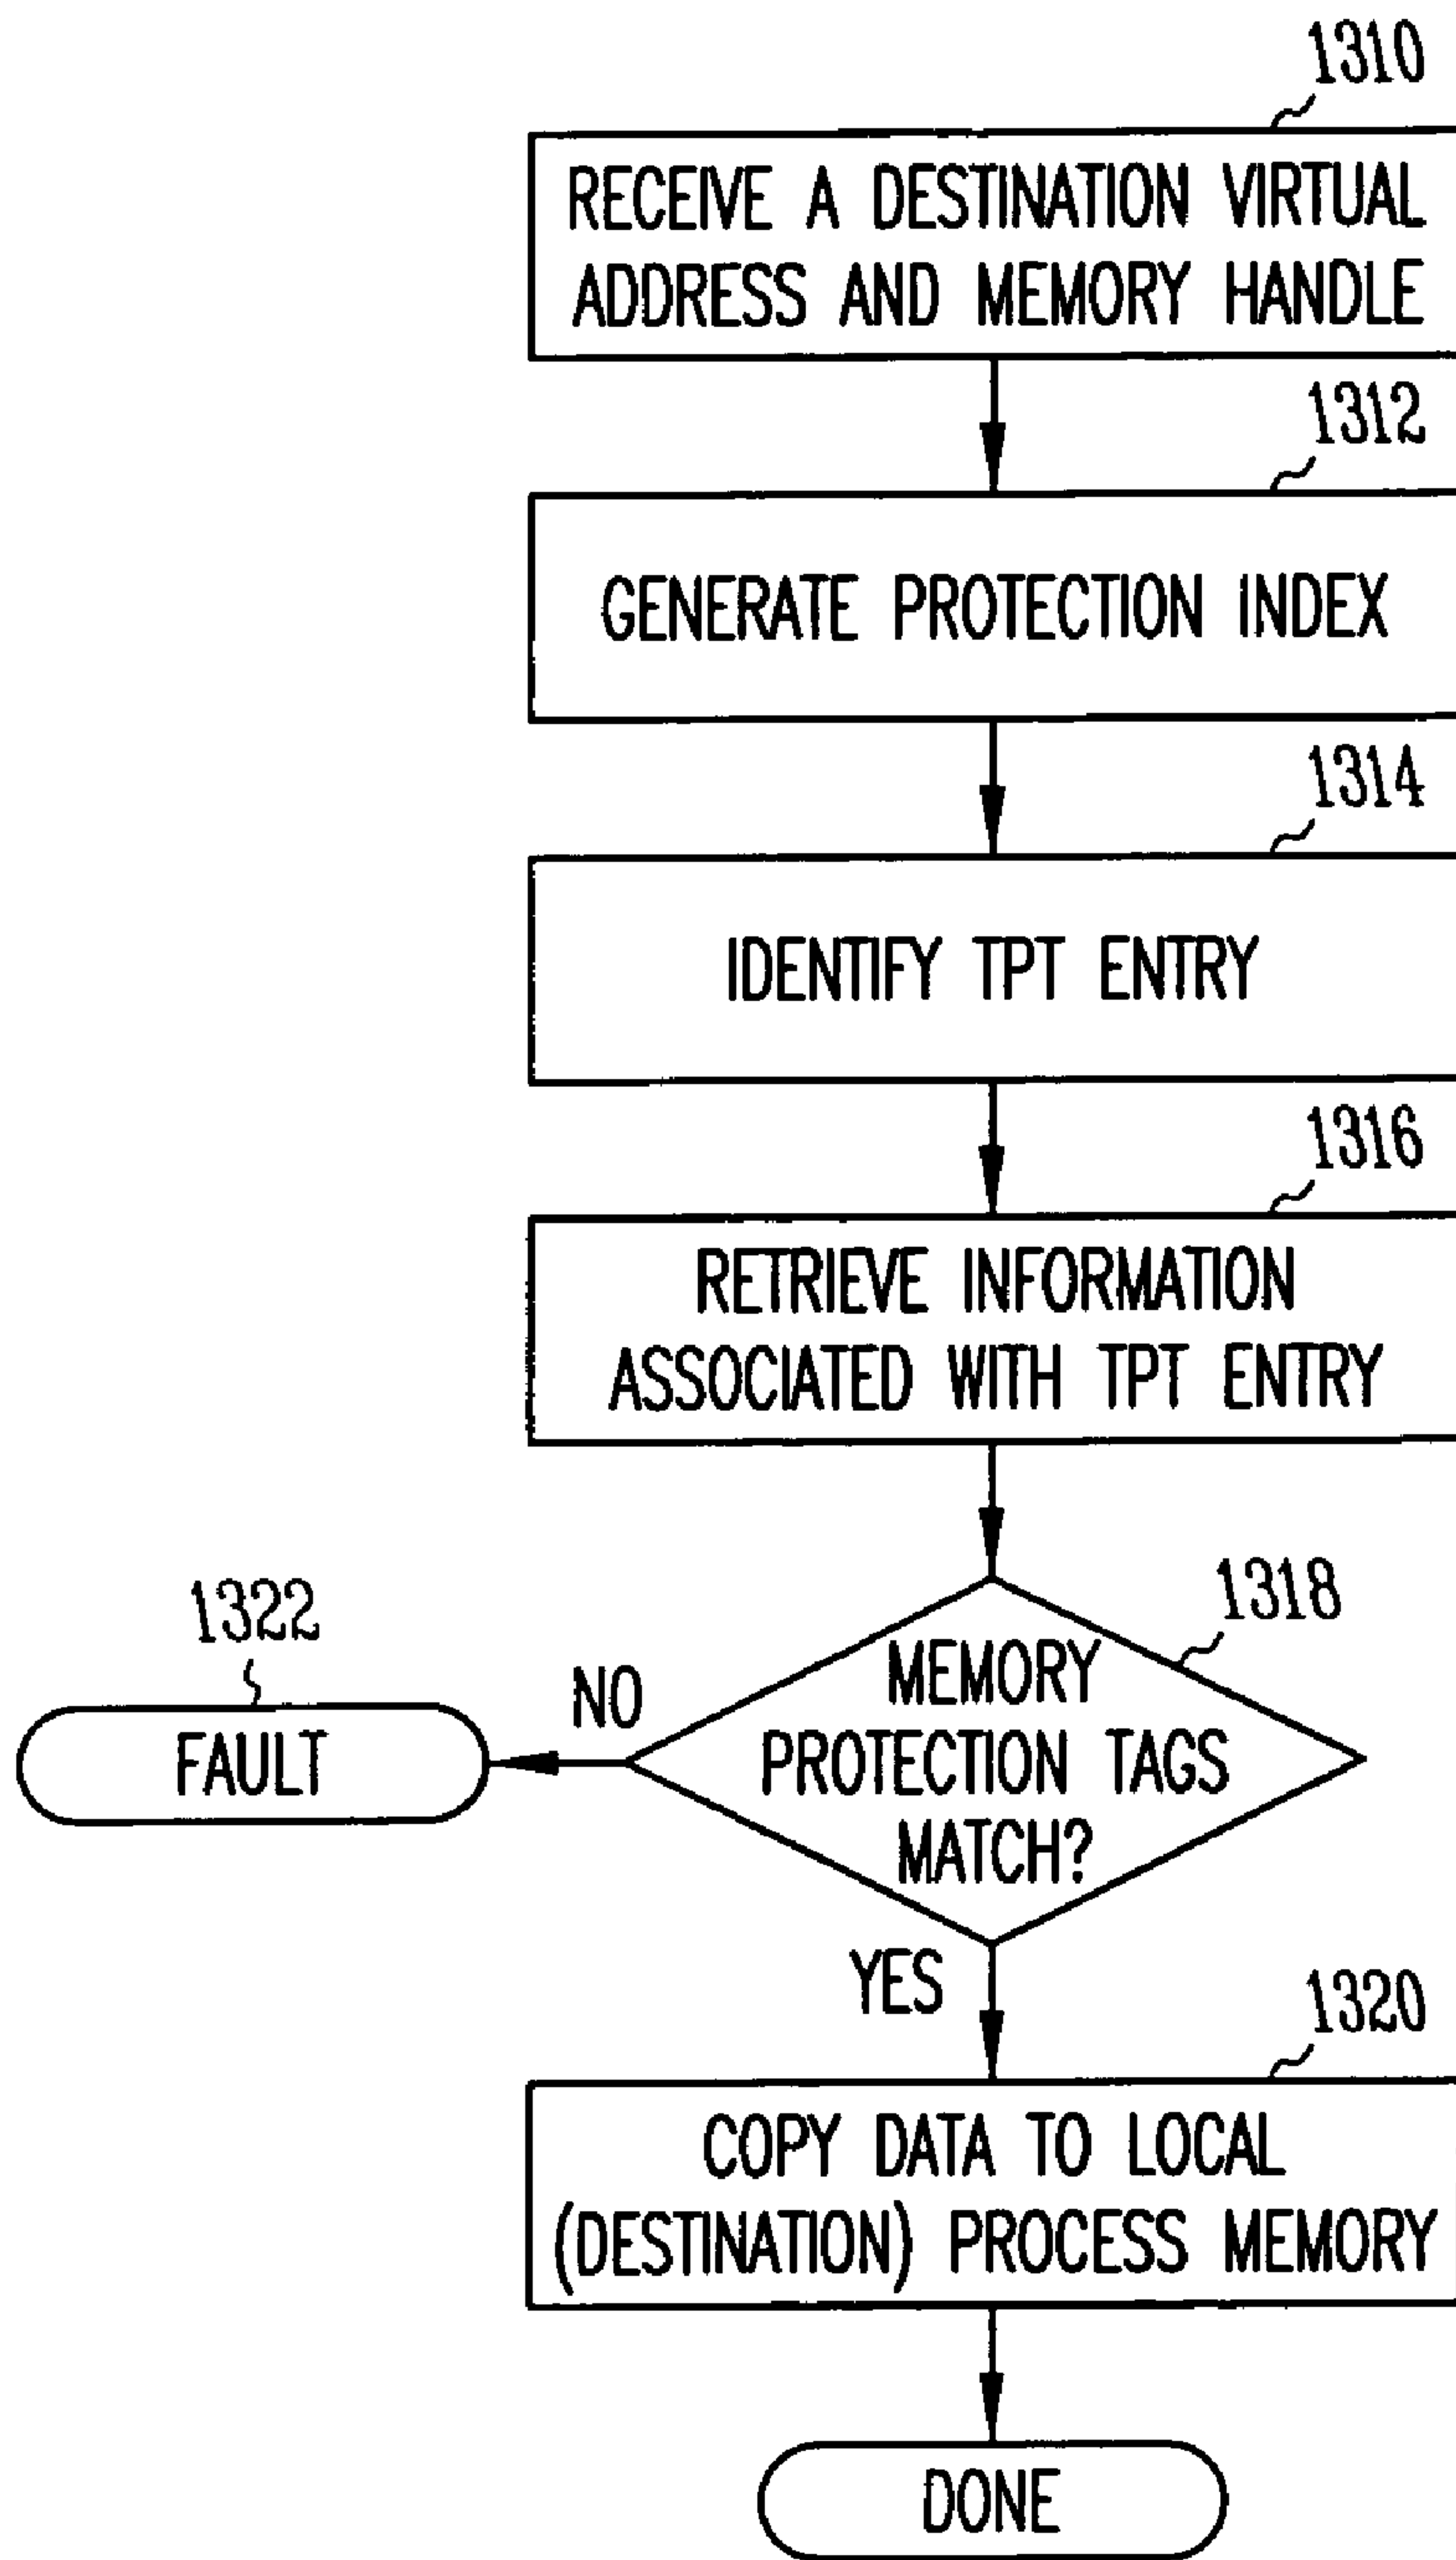 1310
RECEIVE A DESTINATION VIRTUAL
ADDRESS AND MEMORY HANDLE
1312
GENERATE PROTECTION INDEX
1314
IDENTIFY TPT ENTRY
1316
RETRIEVE INFORMATION
ASSOCIATED WITH TPT ENTRY
1318
MEMORY
PROTECTION TAGS
MATCH?
1322
NO
FAULT
YES
1320
COPY DATA TO LOCAL
(DESTINATION) PROCESS MEMORY
DONE